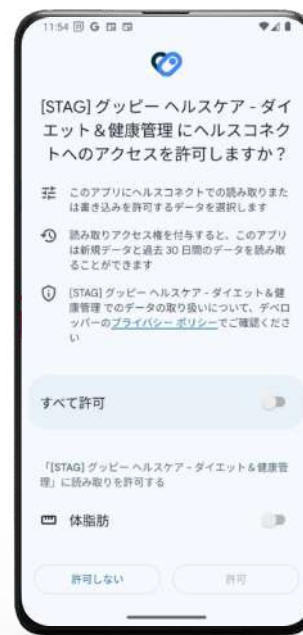 11:54
[STAG] グッピー ヘルスケア - ダイ
エット＆健康管理 にヘルスコネク
トへのアクセスを許可しますか？
このアプリにヘルスコネクトでの読み取りまた
は書き込みを許可するデータを選択します
読み取りアクセス権を付与すると、このアプリ
は新規データと過去 30 日間のデータを読み取
ることができます
[STAG] グッピー ヘルスケア - ダイエット＆健
康管理 でのデータの取り扱いについて、デベロ
ッパーのプライバシー ポリシーでご確認くださ
い
すべて許可
「[STAG] グッピー ヘルスケア - ダイエット＆健康管
理」に読み取りを許可する
体脂肪
許可しない
許可